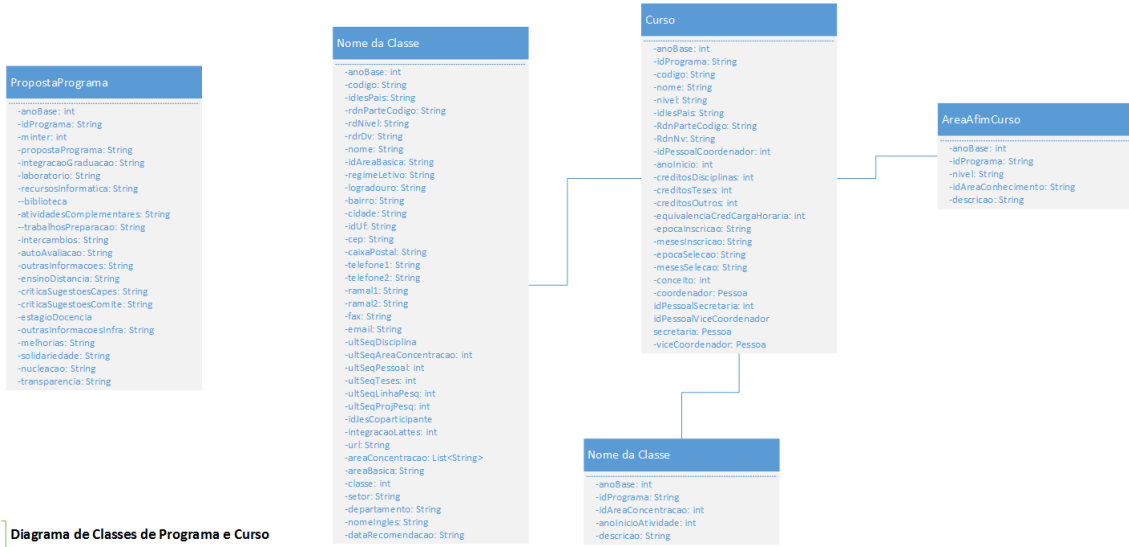 PropostaPrograma
-anoBase: int
-idPrograma: String
-minter: int
-propostaPrograma: String
-integracaoGraduacao: String
-laboratorio: String
-recursosInformatica: String
--biblioteca
-atividadesComplementares: String
--trabalhosPreparacao: String
-intercambios: String
-autoAvaliacao: String
-outrasInformacoes: String
-ensinoDistancia: String
-criticaSugestoesCapes: String
-criticaSugestoesComite: String
-estagioDocencia
-outrasInformacoesInfra: String
-melhorias: String
-solidariedade: String
-nucleacao: String
-transparencia: String
Nome da Classe
-anoBase: int
-codigo: String
-idIesPais: String
-rdnParteCodigo: String
-rdNivel: String
-rdrDv: String
-nome: String
-idAreaBasica: String
-regimeLetivo: String
-logradouro: String
-bairro: String
-cidade: String
-idUf: String
-cep: String
-caixaPostal: String
-telefone1: String
-telefone2: String
-ramal1: String
-ramal2: String
-fax: String
-email: String
-ultSeqDisciplina
-ultSeqAreaConcentracao: int
-ultSeqPessoal: int
-ultSeqTeses: int
-ultSeqLinhaPesq: int
-ultSeqProjPesq: int
-idJesCoparticipante
-integracaoLattes: int
-url: String
-areaConcentracao: List<String>
-areaBasica: String
-classe: int
-setor: String
-departamento: String
-nomeIngles: String
-dataRecomendacao: String
Curso
-anoBase: int
-idPrograma: String
-codigo: String
-nome: String
-nivel: String
-idIesPais: String
-RdnParteCodigo: String
-RdnNv: String
-idPessoalCoordenador: int
-anoInicio: int
-creditosDisciplinas: int
-creditosTeses: int
-creditosOutros: int
-equivalenciaCredCargaHoraria: int
-epocaInscricao: String
-mesesInscricao: String
-epocaSelecao: String
-mesesSelecao: String
-conceito: int
-coordenador: Pessoa
idPessoalSecretaria: int
idPessoalViceCoordenador
secretaria: Pessoa
-viceCoordenador: Pessoa
AreaAfimCurso
-anoBase: int
-idPrograma: String
-nivel: String
-idAreaConhecimento: String
-descricao: String
Nome da Classe
-anoBase: int
-idPrograma: String
-idAreaConcentracao: int
-anoInicioAtividade: int
-descricao: String
Diagrama de Classes de Programa e Curso